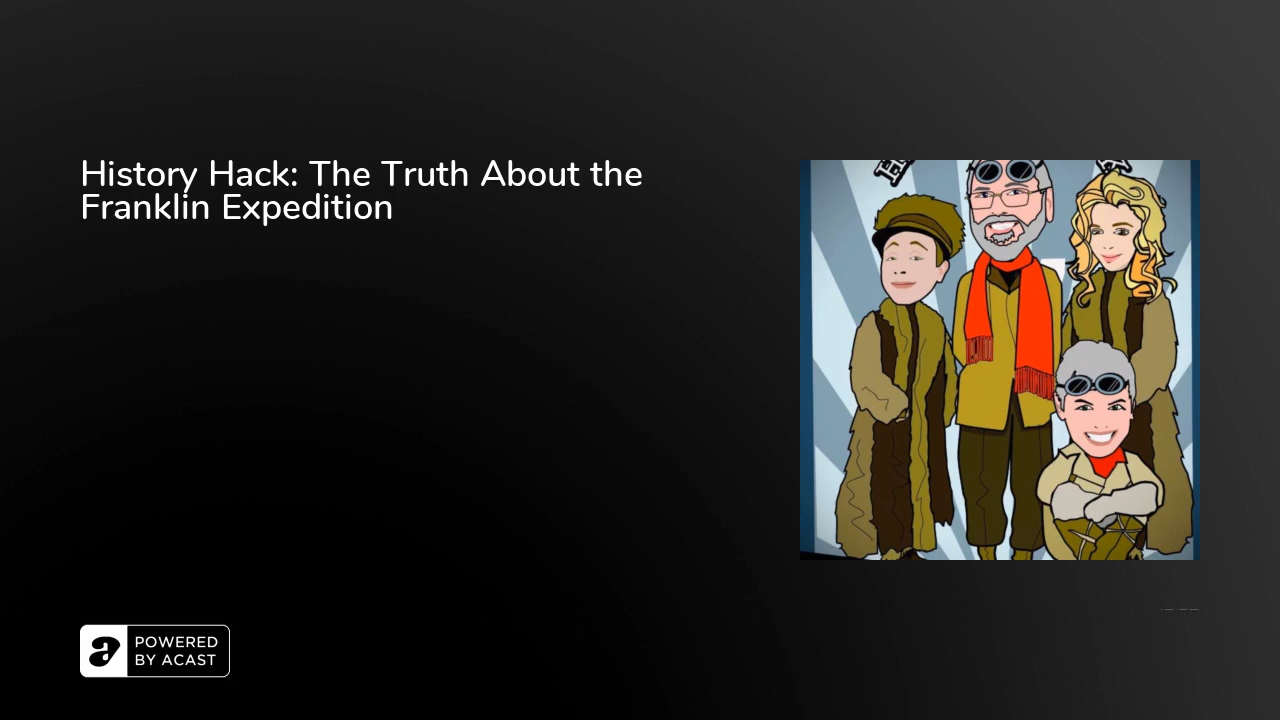 History Hack: The Truth About the
Franklin Expedition
POWERED
BY ACAST